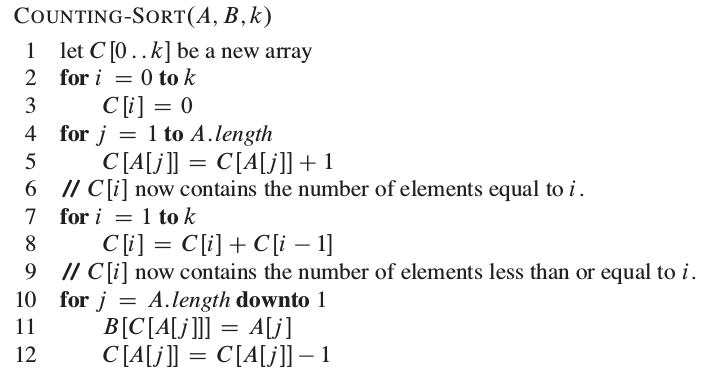 COUNTING-SORT(A, B, k)
1 let C[0 . . k] be a new array
2 for i = 0 to k
3 C[i] = 0
4 for j = 1 to A.length
5 C[A[j]] = C[A[j]] + 1
6 // C[i] now contains the number of elements equal to i.
7 for i = 1 to k
8 C[i] = C[i] + C[i − 1]
9 // C[i] now contains the number of elements less than or equal to i.
10 for j = A.length downto 1
11 B[C[A[j]]] = A[j]
12 C[A[j]] = C[A[j]] − 1